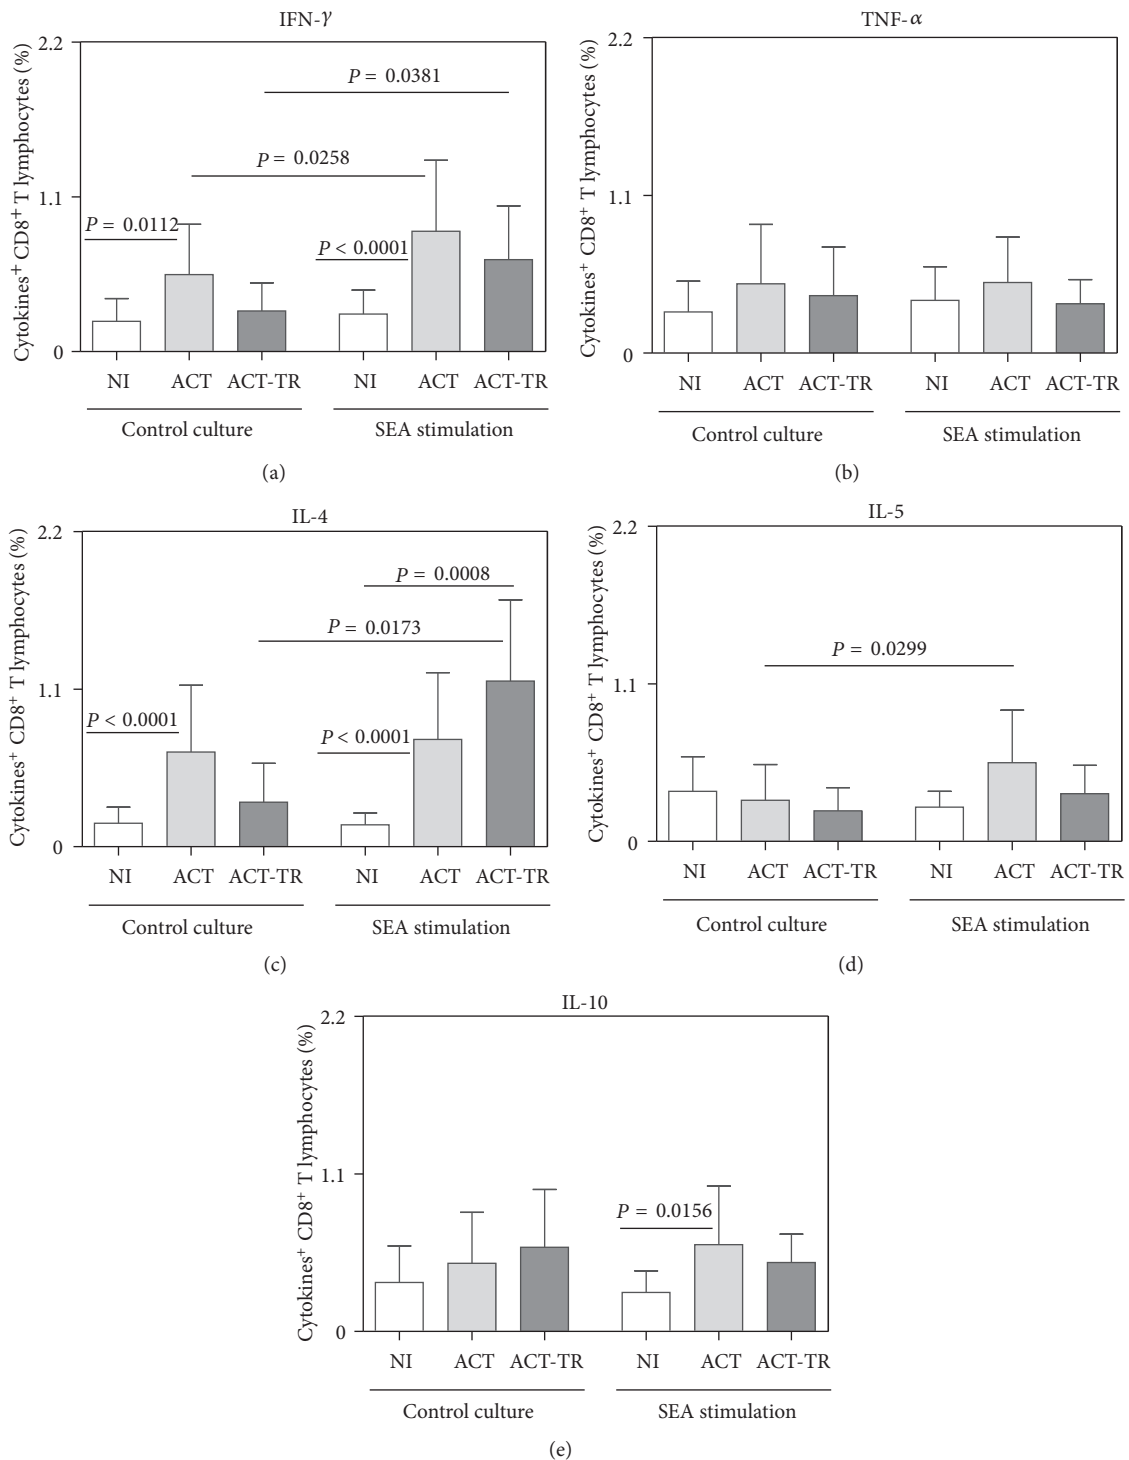 IFN-γ
Cytokines⁺ CD8⁺ T lymphocytes (%)
2.2
1.1
0
P = 0.0381
P = 0.0258
P = 0.0112
P < 0.0001
NI ACT ACT-TR NI ACT ACT-TR
Control culture SEA stimulation
(a)
TNF-α
Cytokines⁺ CD8⁺ T lymphocytes (%)
2.2
1.1
0
NI ACT ACT-TR NI ACT ACT-TR
Control culture SEA stimulation
(b)
IL-4
Cytokines⁺ CD8⁺ T lymphocytes (%)
2.2
1.1
0
P = 0.0008
P = 0.0173
P < 0.0001
P < 0.0001
NI ACT ACT-TR NI ACT ACT-TR
Control culture SEA stimulation
(c)
IL-5
Cytokines⁺ CD8⁺ T lymphocytes (%)
2.2
1.1
0
P = 0.0299
NI ACT ACT-TR NI ACT ACT-TR
Control culture SEA stimulation
(d)
IL-10
Cytokines⁺ CD8⁺ T lymphocytes (%)
2.2
1.1
0
P = 0.0156
NI ACT ACT-TR NI ACT ACT-TR
Control culture SEA stimulation
(e)